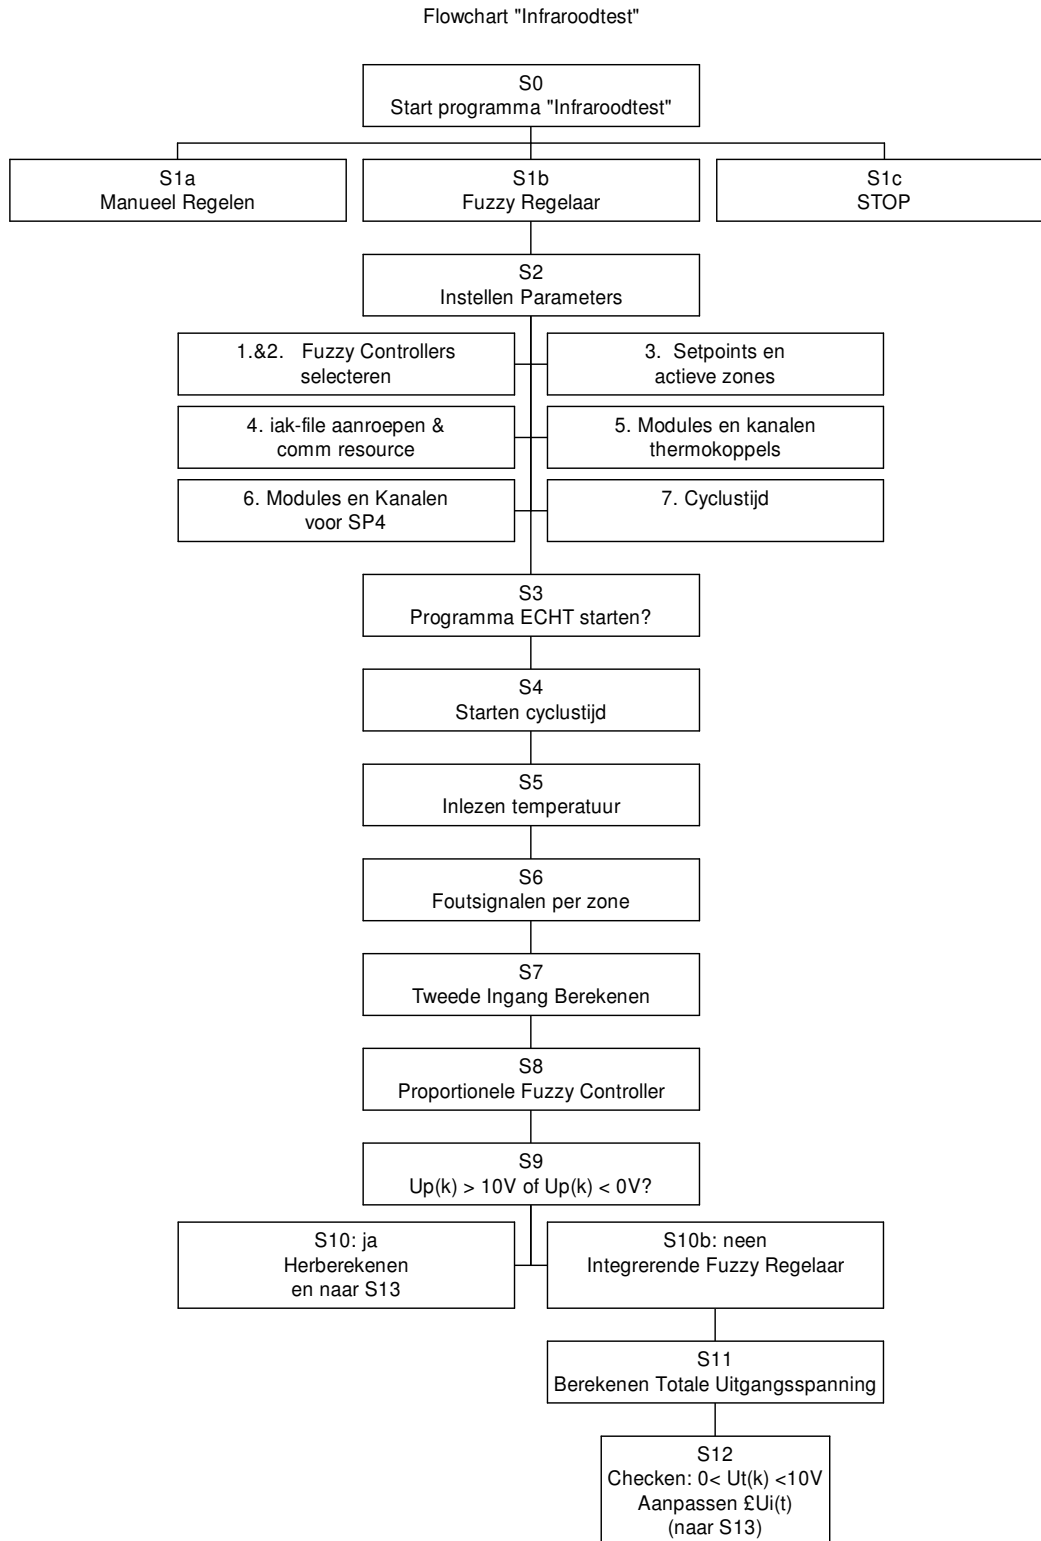 Flowchart "Infraroodtest"
S0
Start programma "Infraroodtest"
S1a
Manueel Regelen
S1b
Fuzzy Regelaar
S1c
STOP
S2
Instellen Parameters
1.&2. Fuzzy Controllers
selecteren
3. Setpoints en
actieve zones
4. iak-file aanroepen &
comm resource
5. Modules en kanalen
thermokoppels
6. Modules en Kanalen
voor SP4
7. Cyclustijd
S3
Programma ECHT starten?
S4
Starten cyclustijd
S5
Inlezen temperatuur
S6
Foutsignalen per zone
S7
Tweede Ingang Berekenen
S8
Proportionele Fuzzy Controller
S9
Up(k) > 10V of Up(k) < 0V?
S10: ja
Herberekenen
en naar S13
S10b: neen
Integrerende Fuzzy Regelaar
S11
Berekenen Totale Uitgangsspanning
S12
Checken: 0< Ut(k) <10V
Aanpassen £Ui(t)
(naar S13)